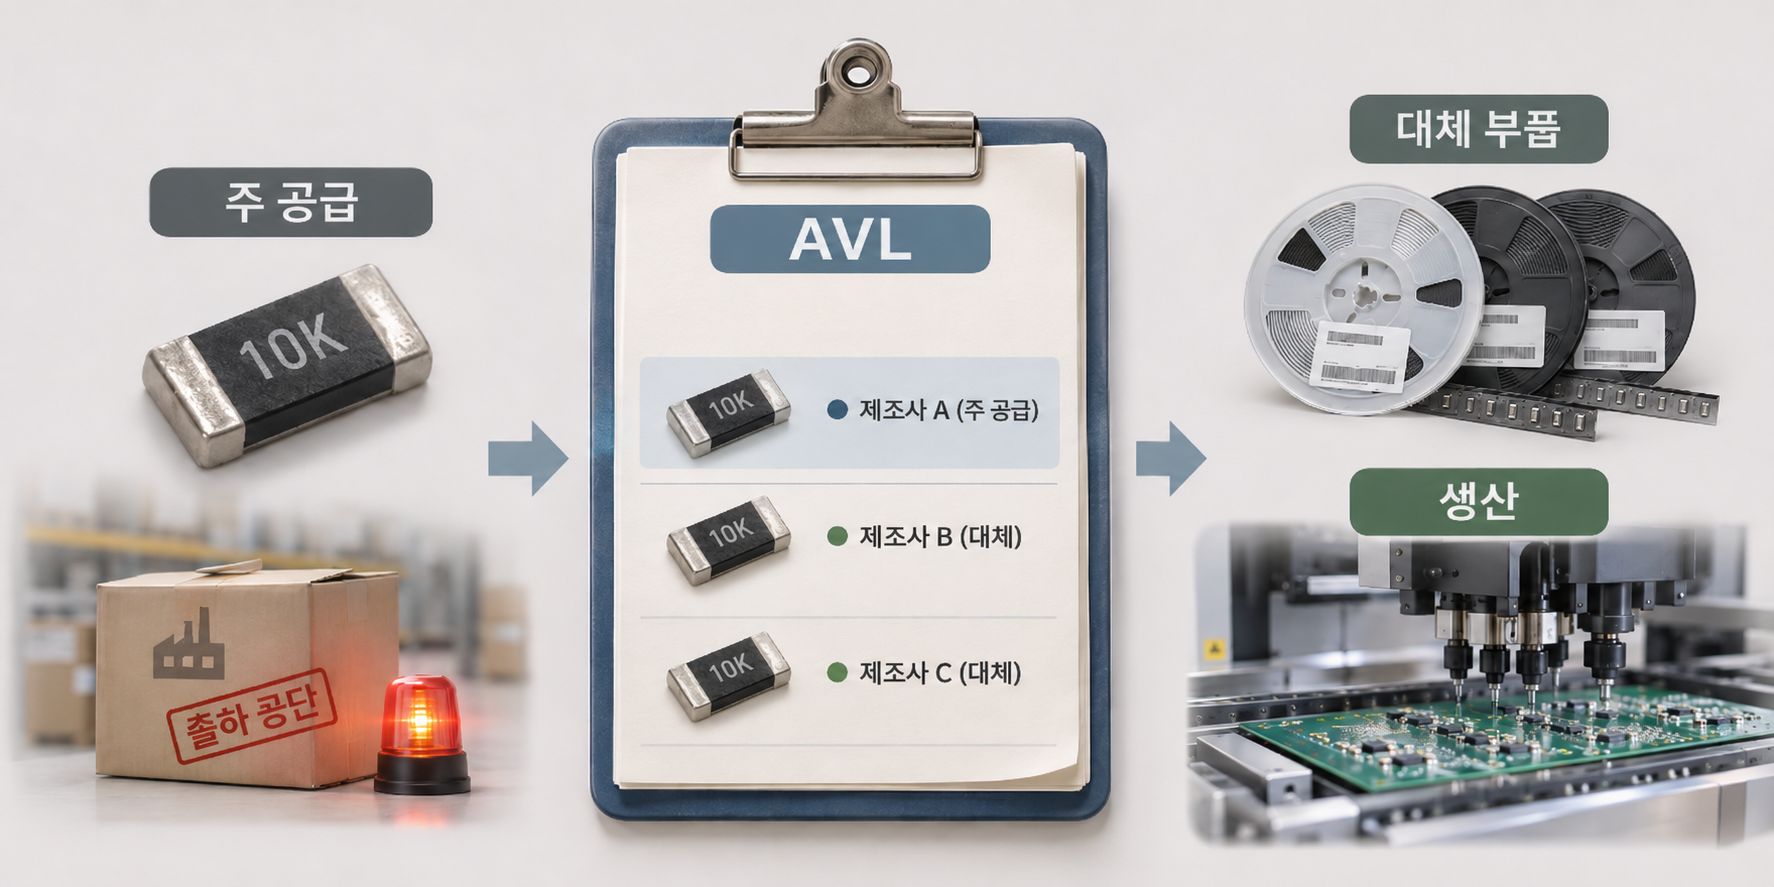 주 공급
10K
출하 공단
AVL
10K
제조사 A (주 공급)
10K
제조사 B (대체)
10K
제조사 C (대체)
대체 부품
생산